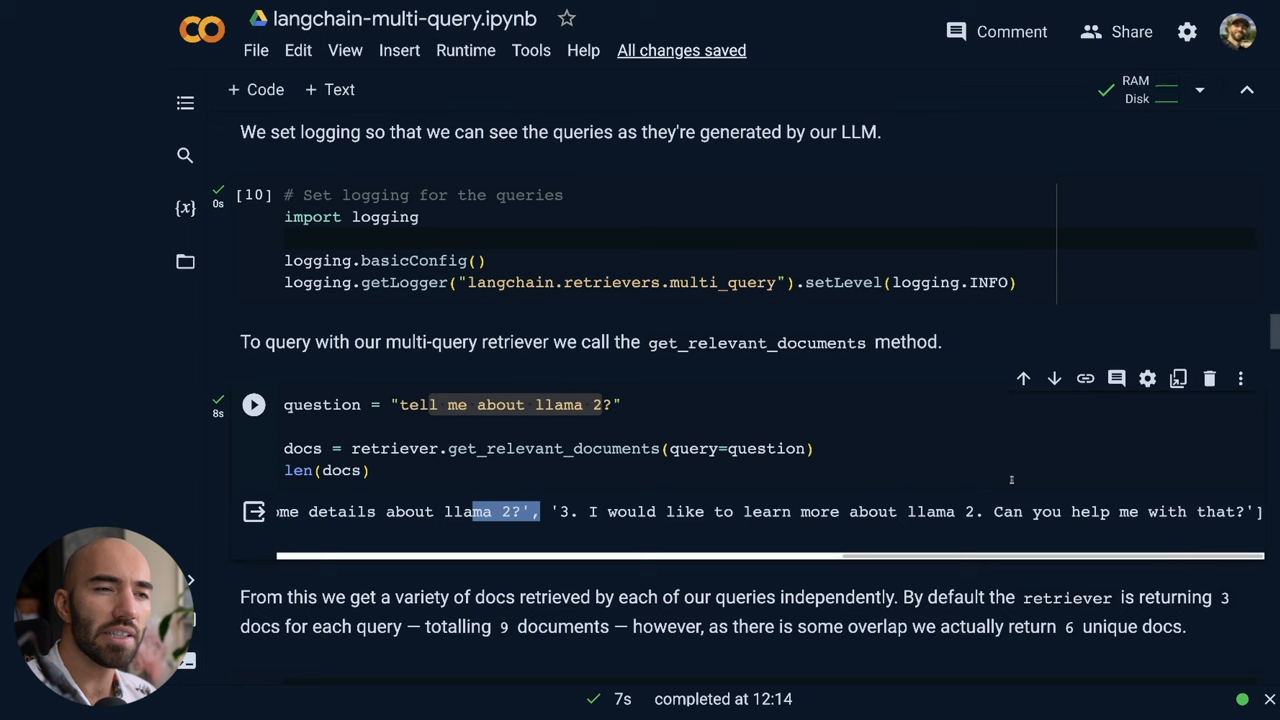 langchain-multi-query.ipynb
File Edit View Insert Runtime Tools Help All changes saved
Comment Share
+ Code + Text
RAM
Disk
We set logging so that we can see the queries as they're generated by our LLM.
0s
[10] # Set logging for the queries
import logging
{x}
logging.basicConfig()
logging.getLogger("langchain.retrievers.multi_query").setLevel(logging.INFO)
To query with our multi-query retriever we call the get_relevant_documents method.
8s
question = "tell me about llama 2?"
docs = retriever.get_relevant_documents(query=question)
len(docs)
ome details about llama 2?', '3. I would like to learn more about llama 2. Can you help me with that?']
From this we get a variety of docs retrieved by each of our queries independently. By default the retriever is returning 3
docs for each query — totalling 9 documents — however, as there is some overlap we actually return 6 unique docs.
7s completed at 12:14